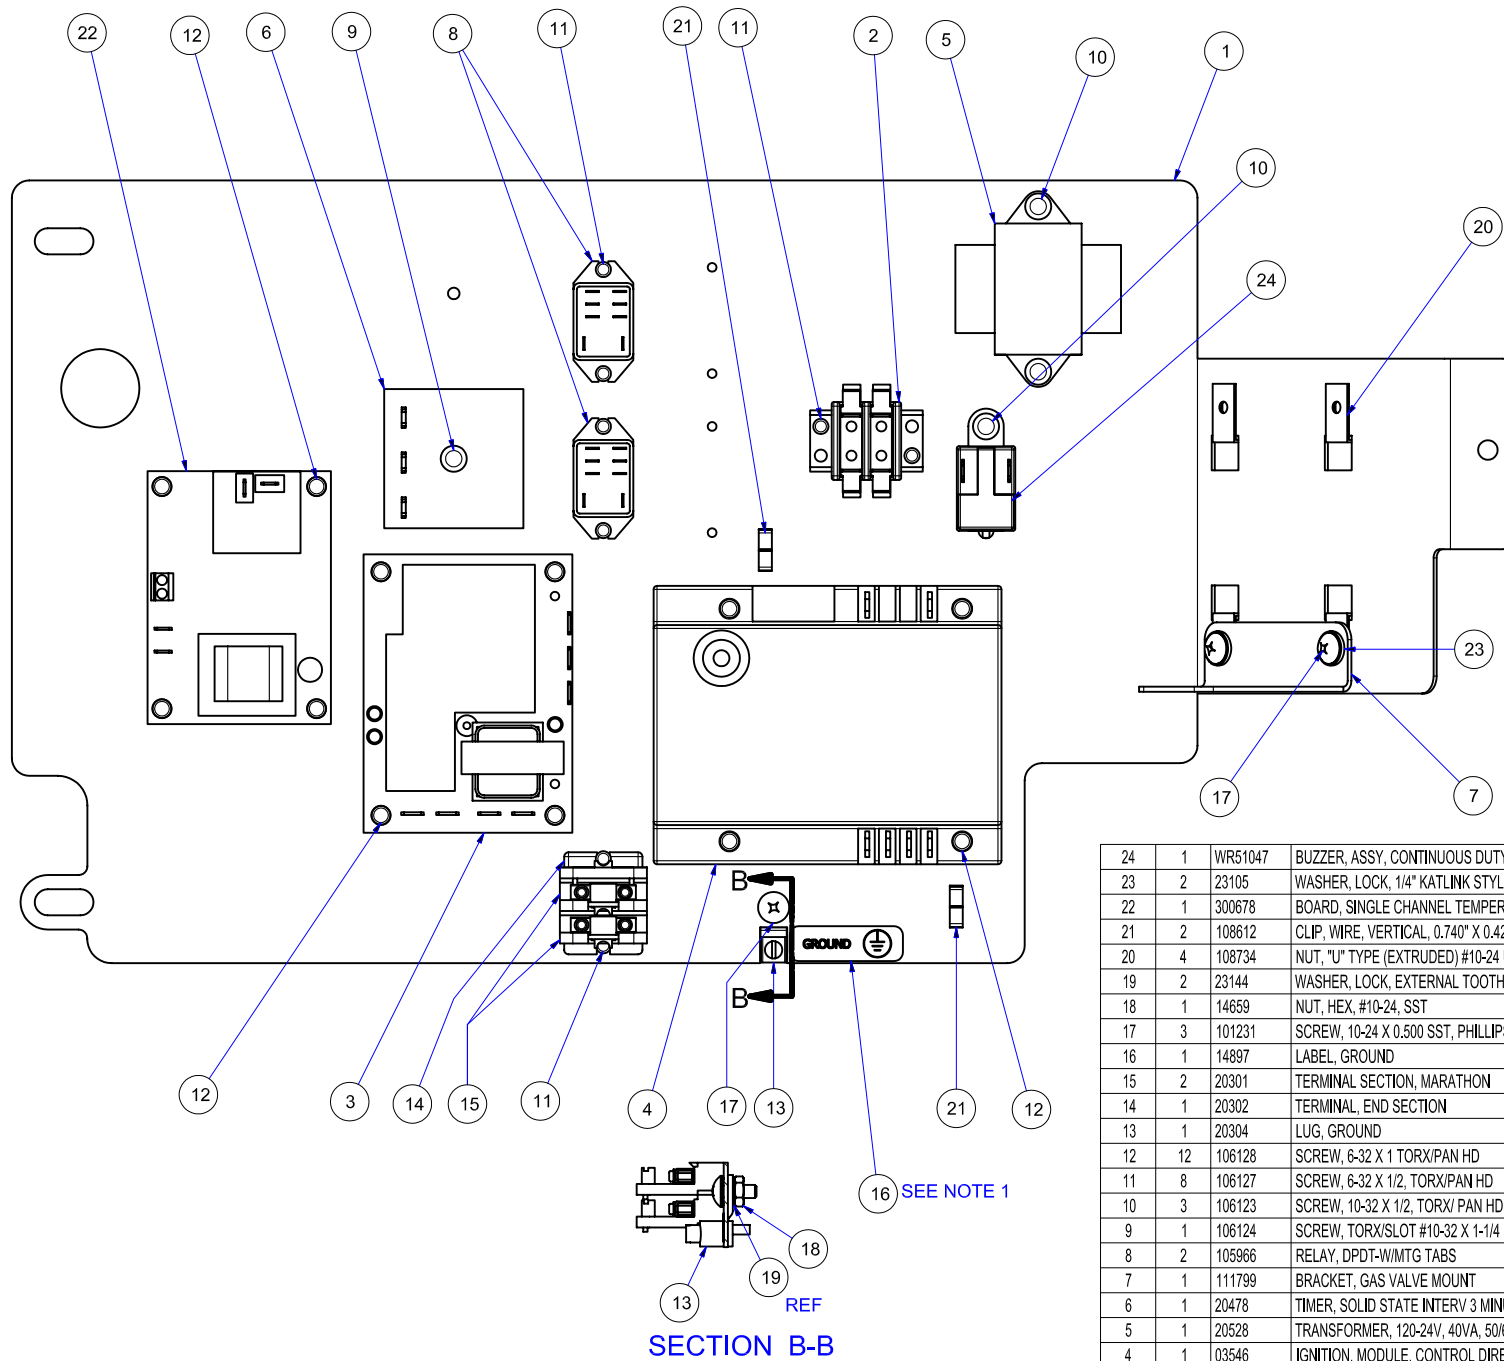 22
12
6
9
8
11
21
11
2
5
10
1
10
20
24
23
17
7
B
GROUND
B
12
3
14
15
11
4
17
13
21
12
16 SEE NOTE 1
18
19
REF
13
SECTION B-B
24 1 WR51047 BUZZER, ASSY, CONTINUOUS DUTY
23 2 23105 WASHER, LOCK, 1/4" KATLINK STYL
22 1 300678 BOARD, SINGLE CHANNEL TEMPER
21 2 108612 CLIP, WIRE, VERTICAL, 0.740" X 0.42
20 4 108734 NUT, "U" TYPE (EXTRUDED) #10-24
19 2 23144 WASHER, LOCK, EXTERNAL TOOTH
18 1 14659 NUT, HEX, #10-24, SST
17 3 101231 SCREW, 10-24 X 0.500 SST, PHILLIP
16 1 14897 LABEL, GROUND
15 2 20301 TERMINAL SECTION, MARATHON
14 1 20302 TERMINAL, END SECTION
13 1 20304 LUG, GROUND
12 12 106128 SCREW, 6-32 X 1 TORX/PAN HD
11 8 106127 SCREW, 6-32 X 1/2, TORX/PAN HD
10 3 106123 SCREW, 10-32 X 1/2, TORX/ PAN HD
9 1 106124 SCREW, TORX/SLOT #10-32 X 1-1/4
8 2 105966 RELAY, DPDT-W/MTG TABS
7 1 111799 BRACKET, GAS VALVE MOUNT
6 1 20478 TIMER, SOLID STATE INTERV 3 MIN
5 1 20528 TRANSFORMER, 120-24V, 40VA, 50/6
4 1 03546 IGNITION, MODULE, CONTROL DIRE